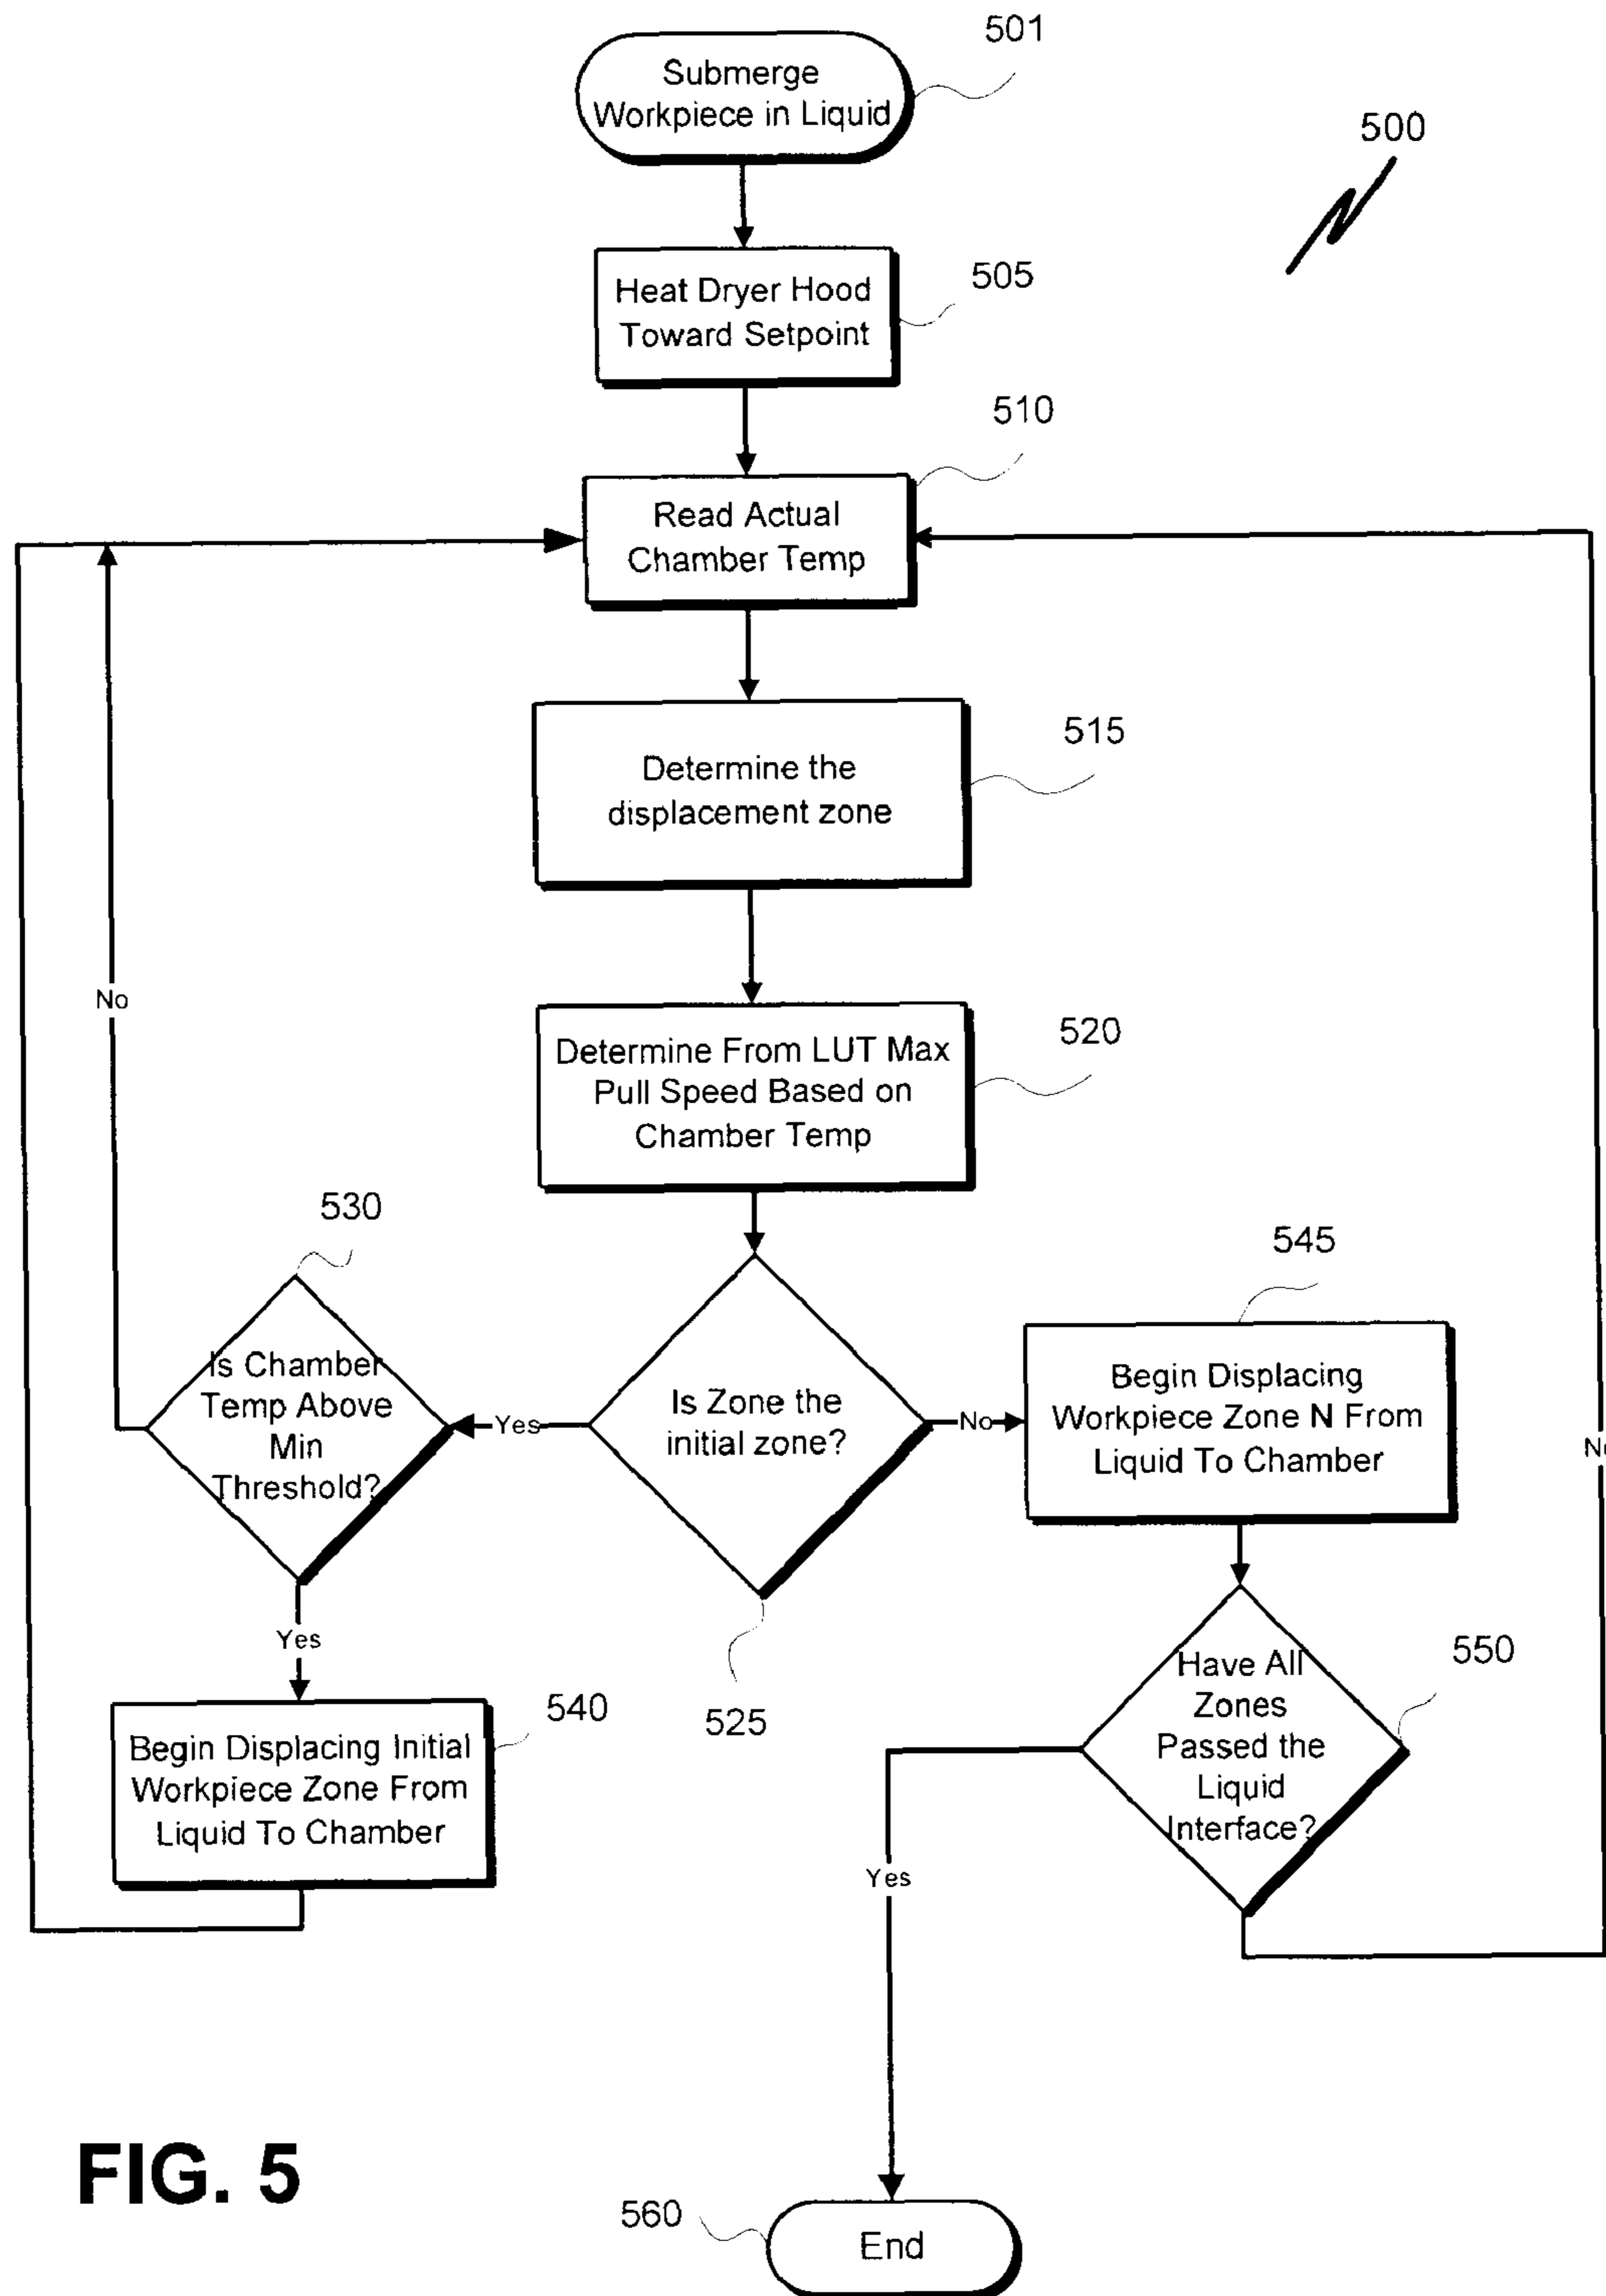 501
Submerge
Workpiece in Liquid
500
505
Heat Dryer Hood
Toward Setpoint
510
Read Actual
Chamber Temp
515
Determine the
displacement zone
No
520
Determine From LUT Max
Pull Speed Based on
Chamber Temp
530
545
Is Chamber
Temp Above
Min
Threshold?
Yes
Is Zone the
initial zone?
No
Begin Displacing
Workpiece Zone N From
Liquid To Chamber
Yes
525
540
Begin Displacing Initial
Workpiece Zone From
Liquid To Chamber
550
Have All
Zones
Passed the
Liquid
Interface?
Yes
FIG. 5
560
End